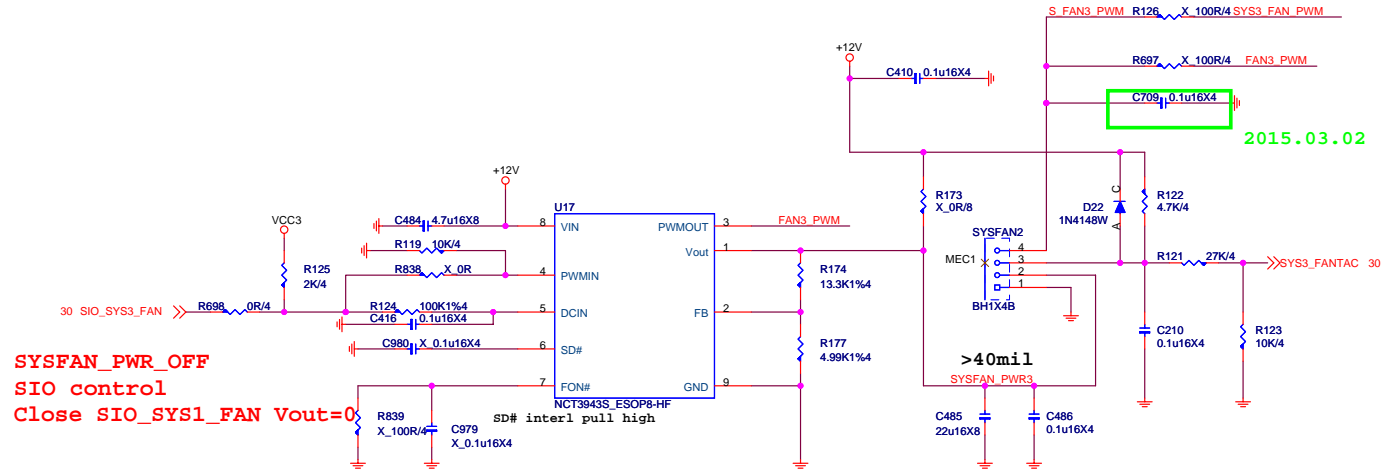 S_FAN3_PWM R126 X_100R/4 SYS3_FAN_PWM
R697 X_100R/4 FAN3_PWM
+12V
C410 0.1u16X4
C709 0.1u16X4
2015.03.02
+12V
R173
X_0R/8
D22
1N4148W
C
A
R122
4.7K/4
VCC3
U17
C484 4.7u16X8
8 VIN
PWMOUT 3
FAN3_PWM
SYSFAN2
MEC1
4
3
2
1
BH1X4B
R119 10K/4
Vout 1
R121 27K/4
SYS3_FANTAC 30
R125
2K/4
R838 X_0R
4 PWMIN
R174
13.3K1%4
30 SIO_SYS3_FAN
R698 0R/4
R124 100K1%4
C416 0.1u16X4
5 DCIN
FB 2
C210
0.1u16X4
R123
10K/4
C980 X_0.1u16X4
6 SD#
R177
4.99K1%4
>40mil
SYSFAN_PWR3
SYSFAN_PWR_OFF
SIO control
Close SIO_SYS1_FAN Vout=0
7 FON#
GND 9
NCT3943S_ESOP8-HF
SD# interl pull high
R839
X_100R/4
C979
X_0.1u16X4
C485
22u16X8
C486
0.1u16X4